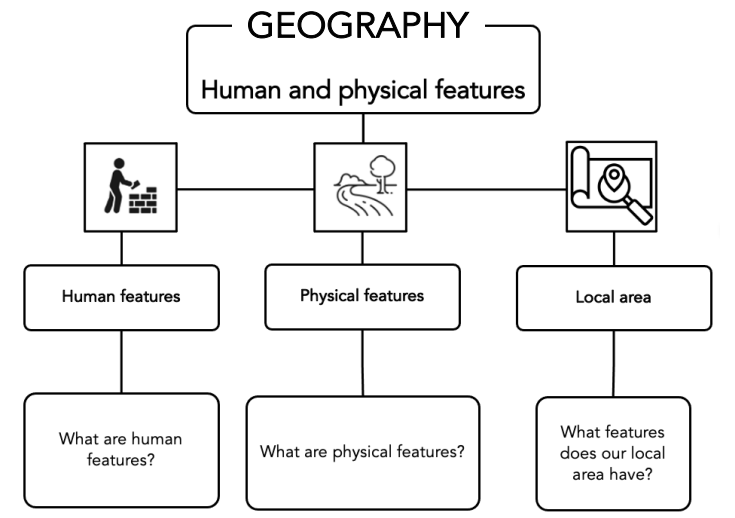 GEOGRAPHY
Human and physical features
Human features
Physical features
Local area
What are human
features?
What are physical features?
What features
does our local
area have?